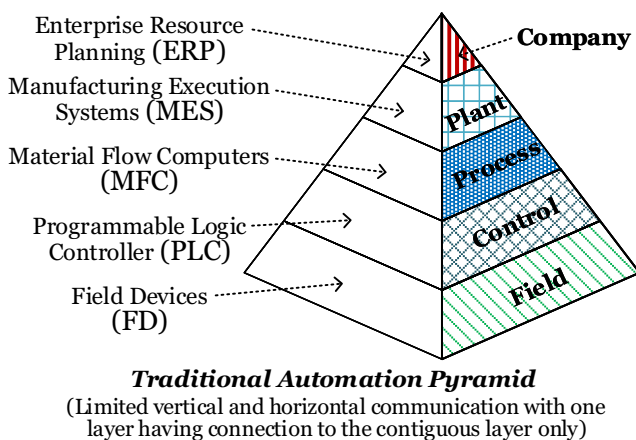 Enterprise Resource
Planning (ERP)
Company
Manufacturing Execution
Systems (MES)
Plant
Material Flow Computers
(MFC)
Process
Programmable Logic
Controller (PLC)
Control
Field Devices
(FD)
Field
Traditional Automation Pyramid
(Limited vertical and horizontal communication with one
layer having connection to the contiguous layer only)